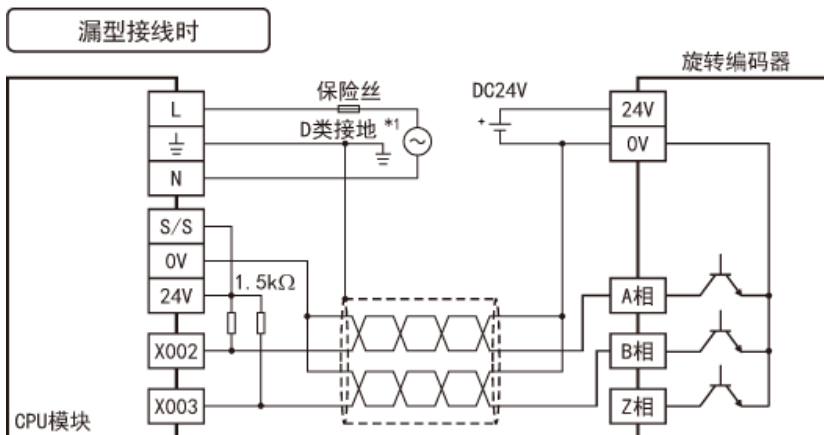 漏型接线时
旋转编码器
保险丝
DC24V
L
D类接地 *1
+
24V
0V
N
S/S
0V
1.5kΩ
24V
A相
X002
B相
X003
Z相
CPU模块